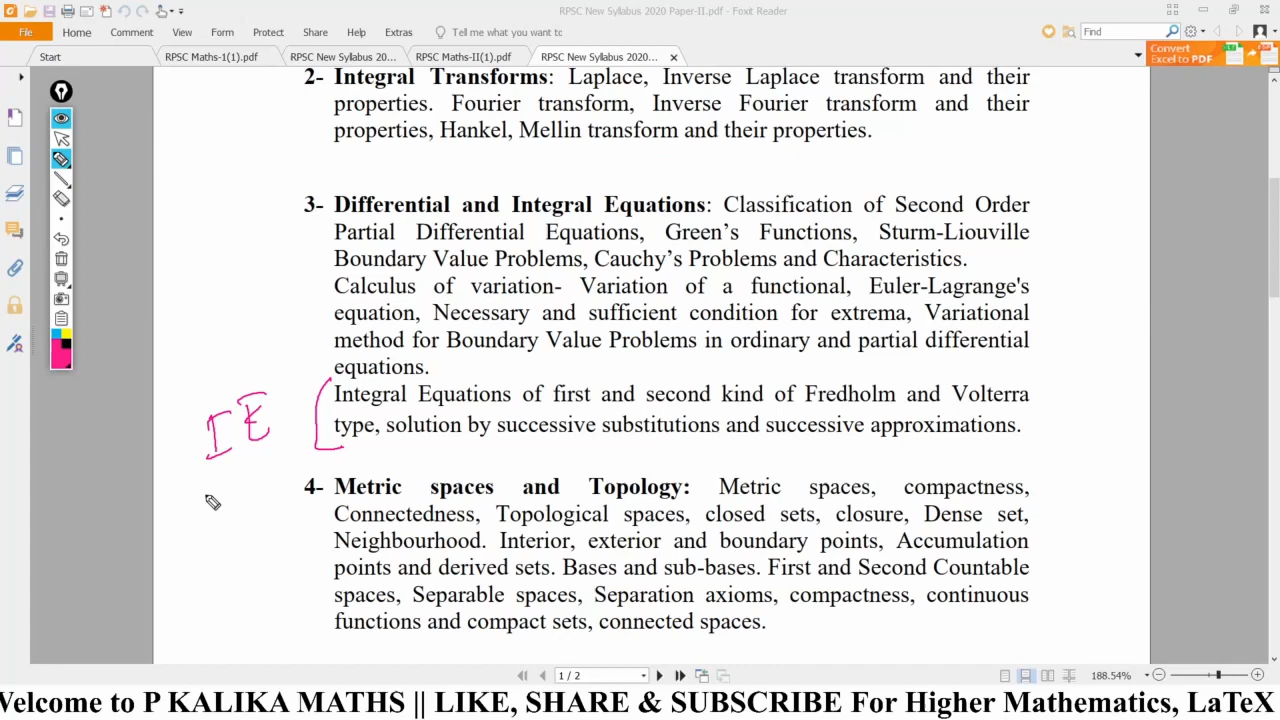 RPSC New Syllabus 2020 Paper-II.pdf - Foxit Reader
File Home Comment View Form Protect Share Help Extras Tell me what you want tc Find
Start RPSC Maths-1(1).pdf RPSC New Syllabus 20... RPSC Maths-II(1).pdf RPSC New Syllabus 2020...
Convert
Excel to PDF
2- Integral Transforms: Laplace, Inverse Laplace transform and their
properties. Fourier transform, Inverse Fourier transform and their
properties, Hankel, Mellin transform and their properties.
3- Differential and Integral Equations: Classification of Second Order
Partial Differential Equations, Green's Functions, Sturm-Liouville
Boundary Value Problems, Cauchy's Problems and Characteristics.
Calculus of variation- Variation of a functional, Euler-Lagrange's
equation, Necessary and sufficient condition for extrema, Variational
method for Boundary Value Problems in ordinary and partial differential
equations.
IE
Integral Equations of first and second kind of Fredholm and Volterra
type, solution by successive substitutions and successive approximations.
4- Metric spaces and Topology: Metric spaces, compactness,
Connectedness, Topological spaces, closed sets, closure, Dense set,
Neighbourhood. Interior, exterior and boundary points, Accumulation
points and derived sets. Bases and sub-bases. First and Second Countable
spaces, Separable spaces, Separation axioms, compactness, continuous
functions and compact sets, connected spaces.
1 / 2 188.54%
Welcome to P KALIKA MATHS || LIKE, SHARE & SUBSCRIBE For Higher Mathematics, LaTeX